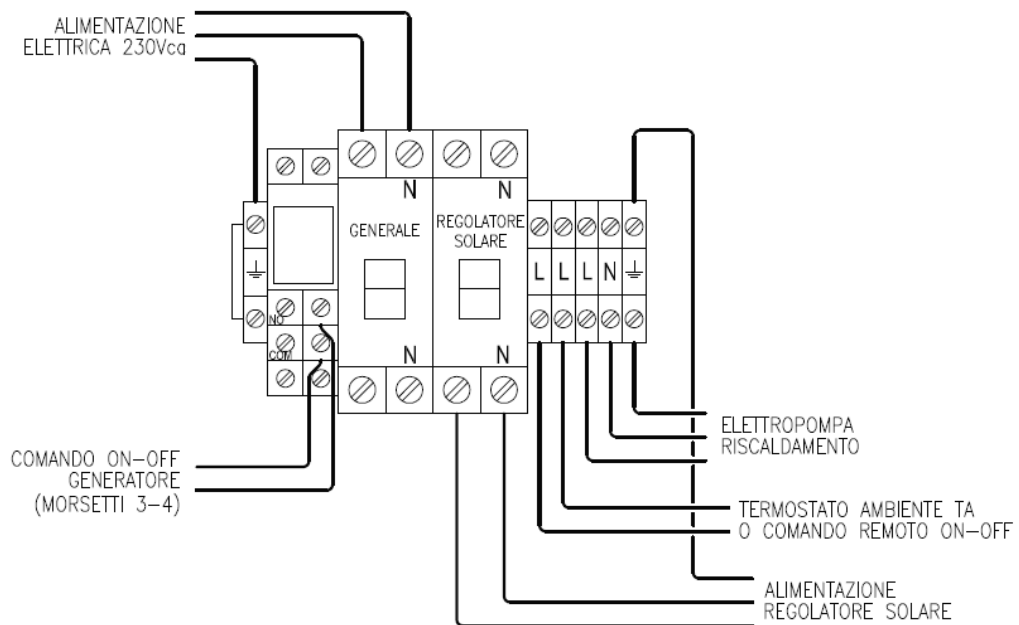 ALIMENTAZIONE
ELETTRICA 230Vca
N
N
GENERALE
REGOLATORE
SOLARE
L
L
L
N
NO
COM
N
N
ELETTROPOMPA
RISCALDAMENTO
COMANDO ON-OFF
GENERATORE
(MORSETTI 3-4)
TERMOSTATO AMBIENTE TA
O COMANDO REMOTO ON-OFF
ALIMENTAZIONE
REGOLATORE SOLARE